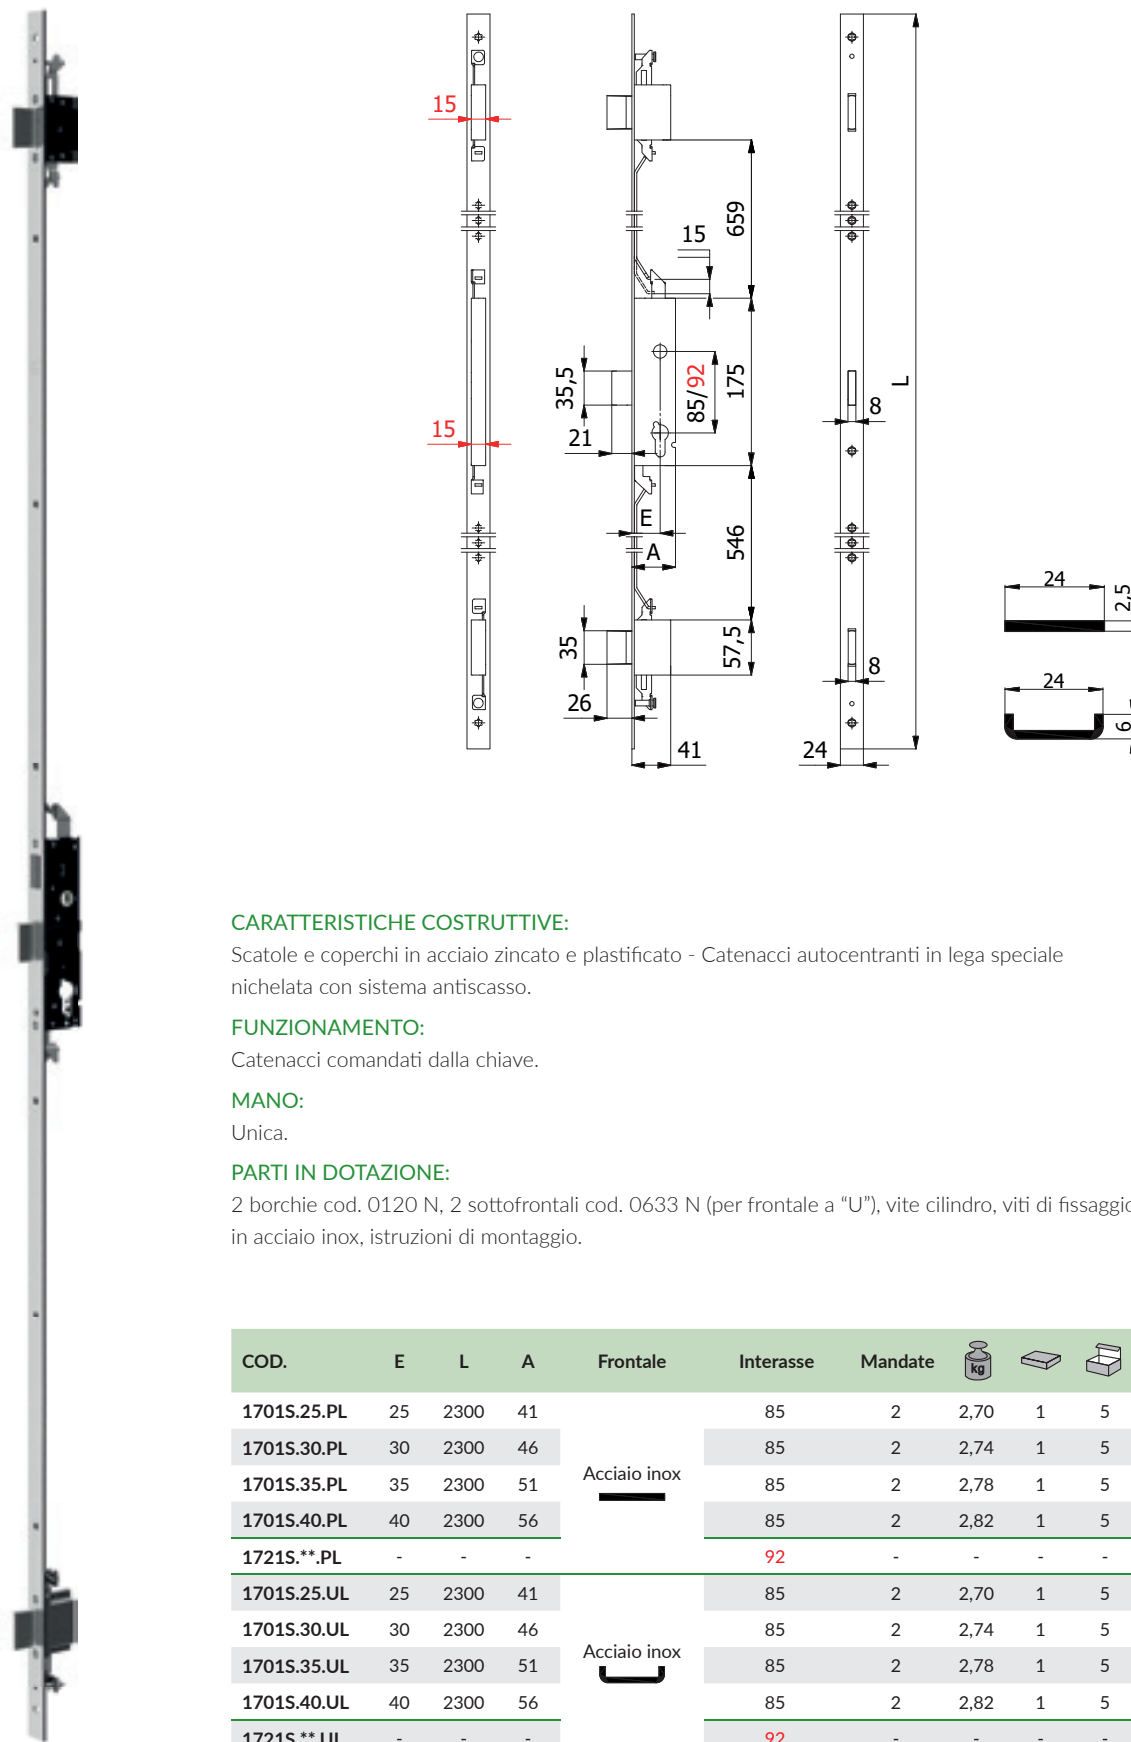 15
659
15
35,5
85/92
175
L
8
15
21
E
546
A
24
2,5
35
57,5
8
24
26
6
41
24
CARATTERISTICHE COSTRUTTIVE:
Scatole e coperchi in acciaio zincato e plastificato - Catenacci autocentranti in lega speciale
nichelata con sistema antiscasso.
FUNZIONAMENTO:
Catenacci comandati dalla chiave.
MANO:
Unica.
PARTI IN DOTAZIONE:
2 borchie cod. 0120 N, 2 sottofrontali cod. 0633 N (per frontale a “U”), vite cilindro, viti di fissaggio
in acciaio inox, istruzioni di montaggio.
COD. E L A Frontale Interasse Mandate kg
1701S.25.PL 25 2300 41 85 2 2,70 1 5
1701S.30.PL 30 2300 46 85 2 2,74 1 5
Acciaio inox
1701S.35.PL 35 2300 51 85 2 2,78 1 5
1701S.40.PL 40 2300 56 85 2 2,82 1 5
1721S.**.PL - - - 92 - - - -
1701S.25.UL 25 2300 41 85 2 2,70 1 5
1701S.30.UL 30 2300 46 85 2 2,74 1 5
Acciaio inox
1701S.35.UL 35 2300 51 85 2 2,78 1 5
1701S.40.UL 40 2300 56 85 2 2,82 1 5
1721S.**.UL - - - 92 - - - -